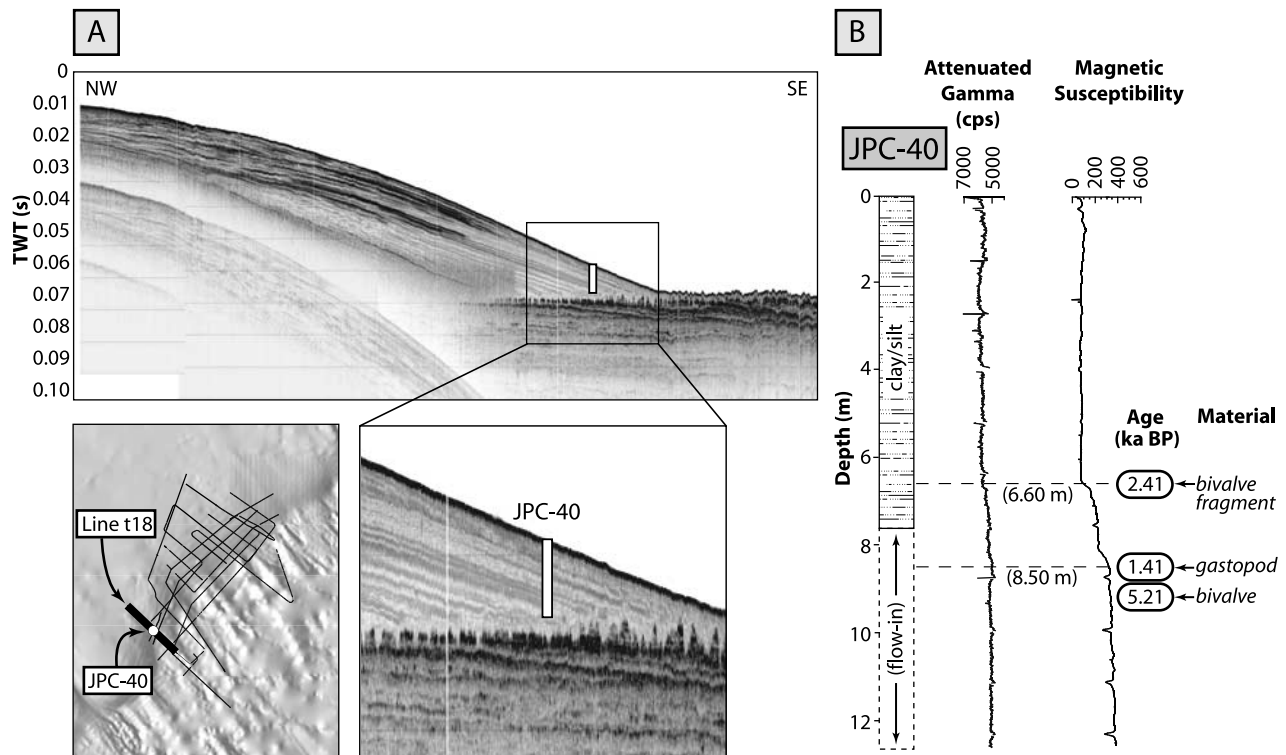 A
NW
SE
TWT (s)
0
0.01
0.02
0.03
0.04
0.05
0.06
0.07
0.08
0.09
0.10
Line t18
JPC-40
JPC-40
B
Attenuated
Gamma
(cps)
Magnetic
Susceptibility
JPC-40
7000
5000
0
200
400
600
Depth (m)
0
2
4
6
8
10
12
clay/silt
(flow-in)
Age
(ka BP)
Material
(6.60 m)
2.41
bivalve
fragment
(8.50 m)
1.41
gastopod
5.21
bivalve